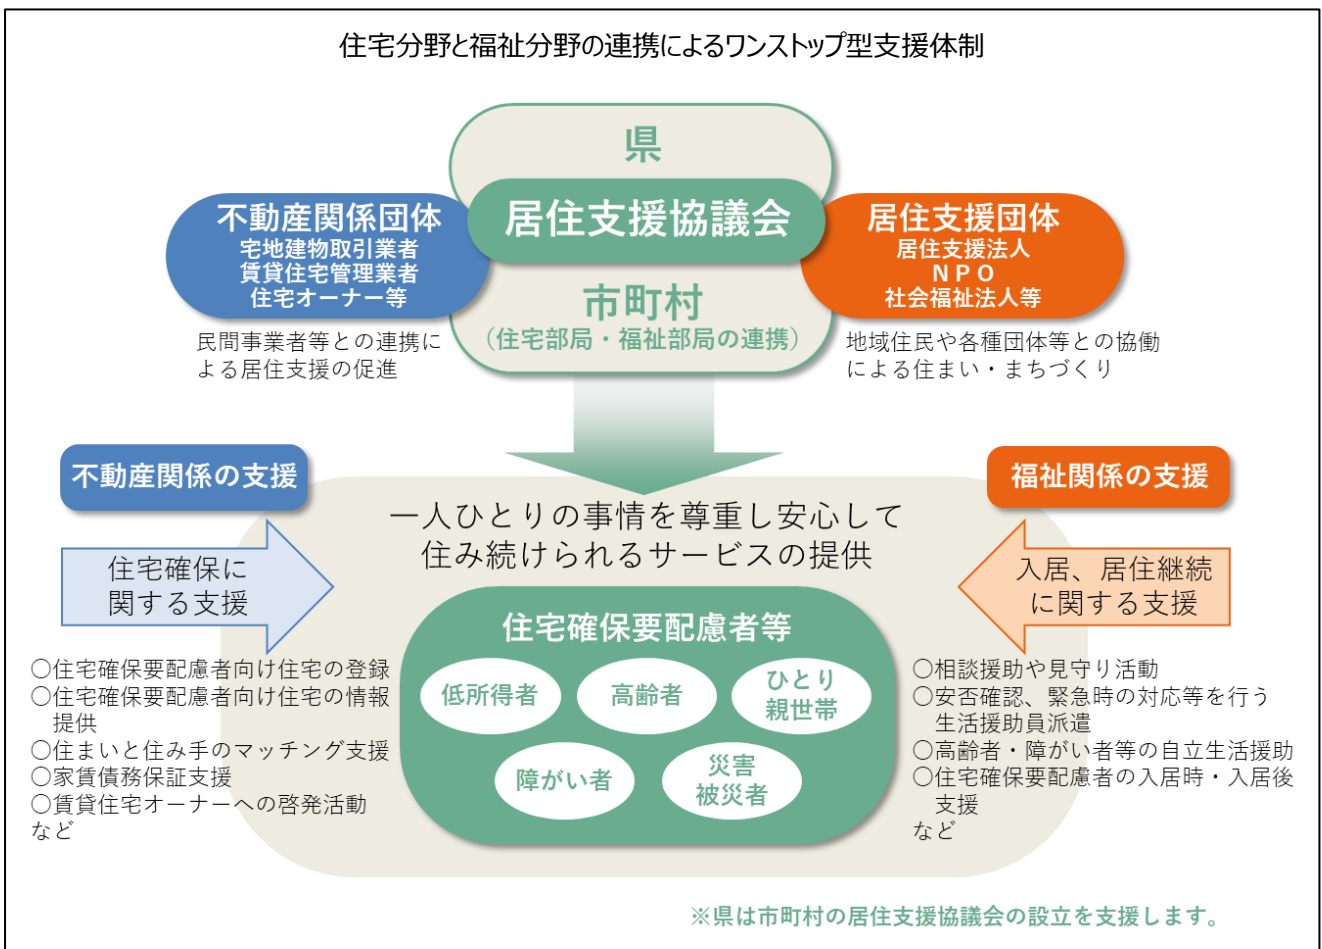 住宅分野と福祉分野の連携によるワンストップ型支援体制
県
居住支援協議会
市町村
（住宅部局・福祉部局の連携）
不動産関係団体
宅地建物取引業者
賃貸住宅管理業者
住宅オーナー等
民間事業者等との連携に
よる居住支援の促進
居住支援団体
居住支援法人
ＮＰＯ
社会福祉法人等
地域住民や各種団体等との協働
による住まい・まちづくり
不動産関係の支援
住宅確保に
関する支援
〇住宅確保要配慮者向け住宅の登録
〇住宅確保要配慮者向け住宅の情報
提供
〇住まいと住み手のマッチング支援
〇家賃債務保証支援
〇賃貸住宅オーナーへの啓発活動
など
一人ひとりの事情を尊重し安心して
住み続けられるサービスの提供
住宅確保要配慮者等
低所得者
高齢者
ひとり
親世帯
障がい者
災害
被災者
福祉関係の支援
入居、居住継続
に関する支援
〇相談援助や見守り活動
〇安否確認、緊急時の対応等を行う
生活援助員派遣
〇高齢者・障がい者等の自立生活援助
〇住宅確保要配慮者の入居時・入居後
支援
など
※県は市町村の居住支援協議会の設立を支援します。